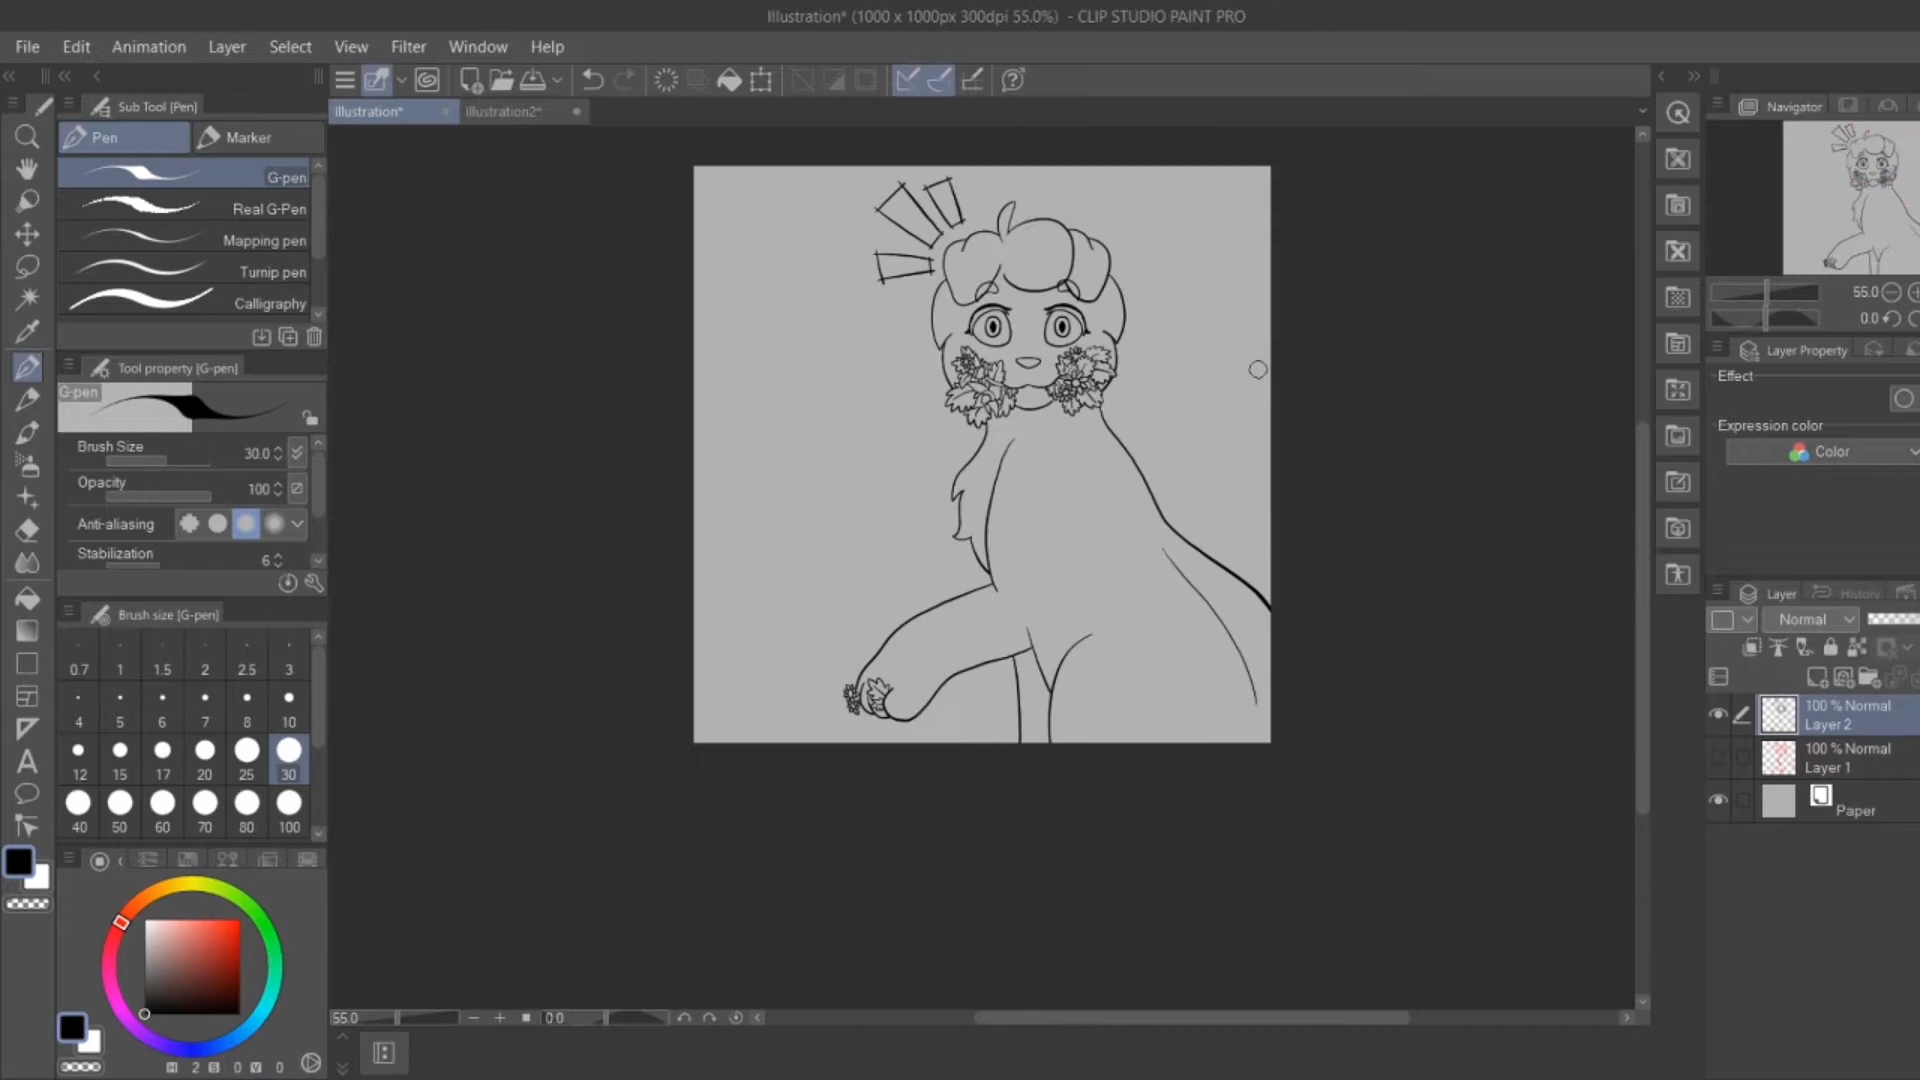 Illustration* (1000 x 1000px 300dpi 55.0%) - CLIP STUDIO PAINT PRO
File Edit Animation Layer Select View Filter Window Help
Sub Tool [Pen]
Pen Marker
G-pen
Real G-Pen
Mapping pen
Turnip pen
Calligraphy
Tool property [G-pen]
G-pen
Brush Size 30.0
Opacity 100
Anti-aliasing
Stabilization 6
Brush size [G-pen]
0.7 1 1.5 2 2.5 3
4 5 6 7 8 10
12 15 17 20 25 30
40 50 60 70 80 100
H 2 S 0 V 0
Illustration* Illustration2*
55.0 0.0
Navigator
55.0
0.0
Layer Property
Effect
Expression color
Color
Layer History
Normal
100 % Normal
Layer 2
100 % Normal
Layer 1
Paper